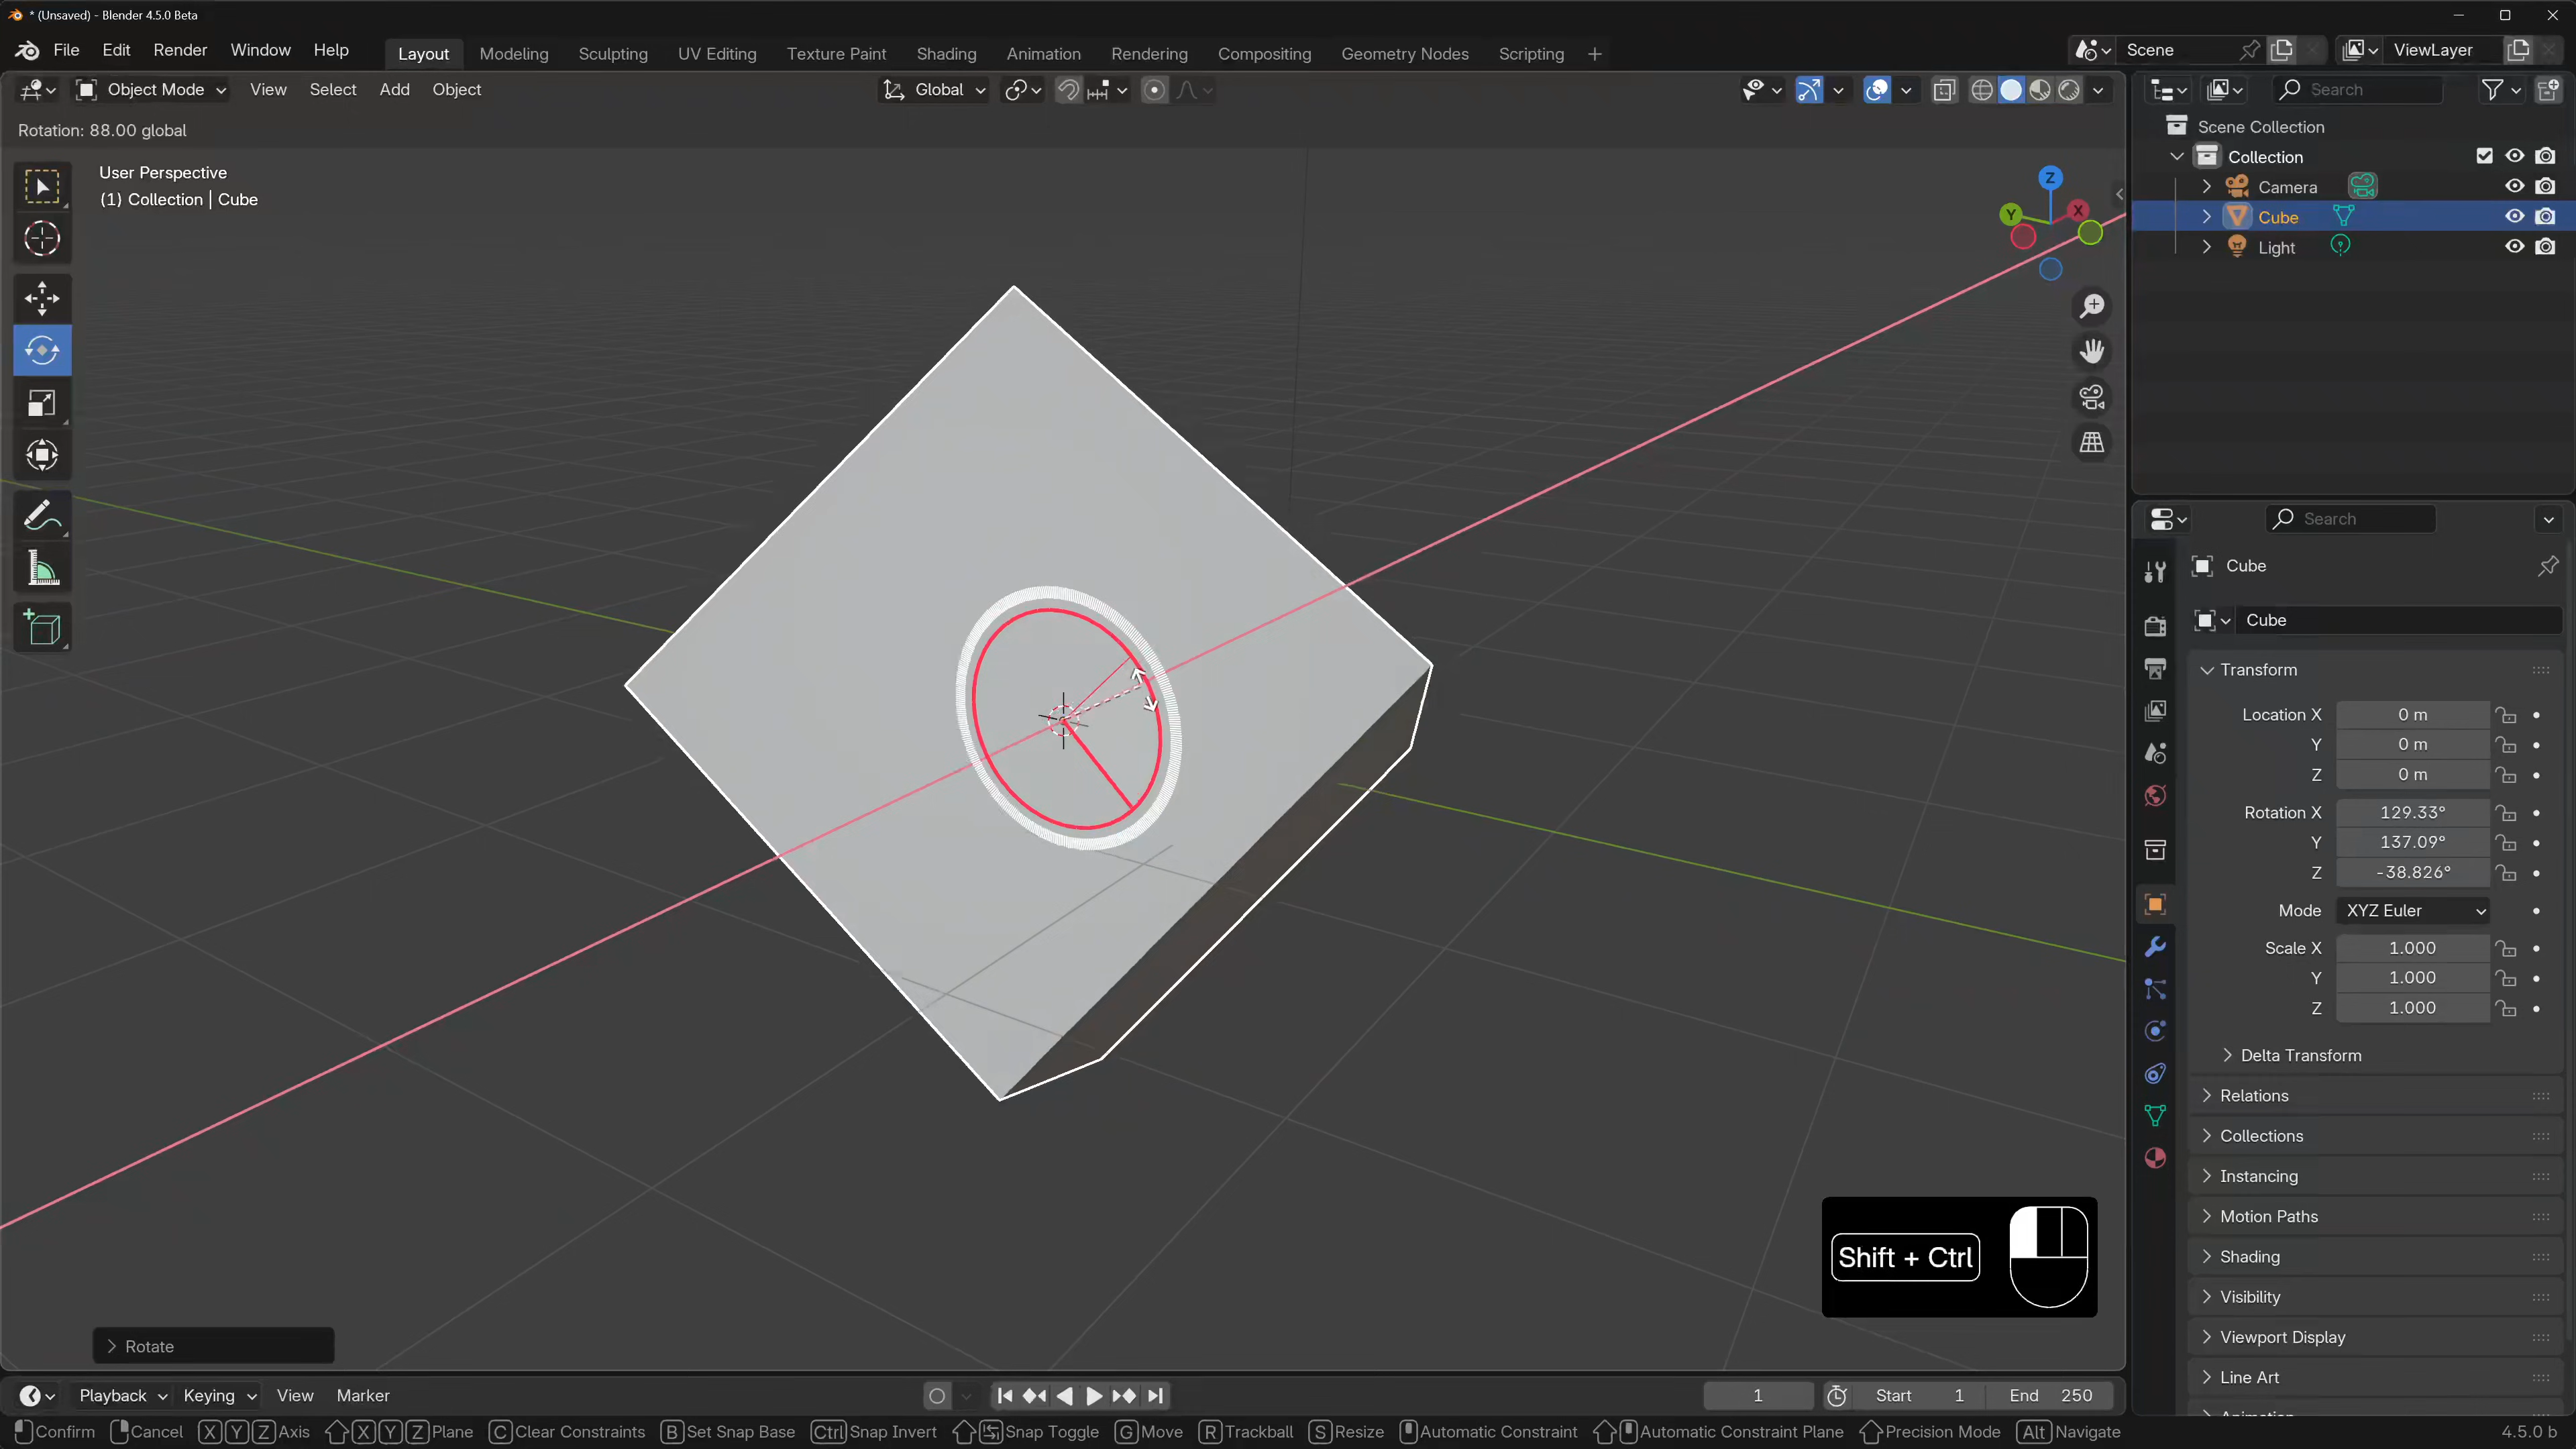 * (Unsaved) - Blender 4.5.0 Beta
File Edit Render Window Help
Layout Modeling Sculpting UV Editing Texture Paint Shading Animation Rendering Compositing Geometry Nodes Scripting +
Scene
ViewLayer
Object Mode View Select Add Object
Global
Search
Rotation: 88.00 global
User Perspective
(1) Collection | Cube
Z
Y
X
Scene Collection
Collection
Camera
Cube
Light
Search
Cube
Cube
Transform
Location X 0 m
Y 0 m
Z 0 m
Rotation X 129.33°
Y 137.09°
Z -38.826°
Mode XYZ Euler
Scale X 1.000
Y 1.000
Z 1.000
Delta Transform
Relations
Collections
Instancing
Motion Paths
Shading
Visibility
Viewport Display
Line Art
Shift + Ctrl
Rotate
Playback Keying View Marker
1
Start 1
End 250
Confirm Cancel X Y Z Axis X Y Z Plane C Clear Constraints B Set Snap Base Ctrl Snap Invert Snap Toggle G Move R Trackball S Resize Automatic Constraint Automatic Constraint Plane Precision Mode Alt Navigate
4.5.0 b